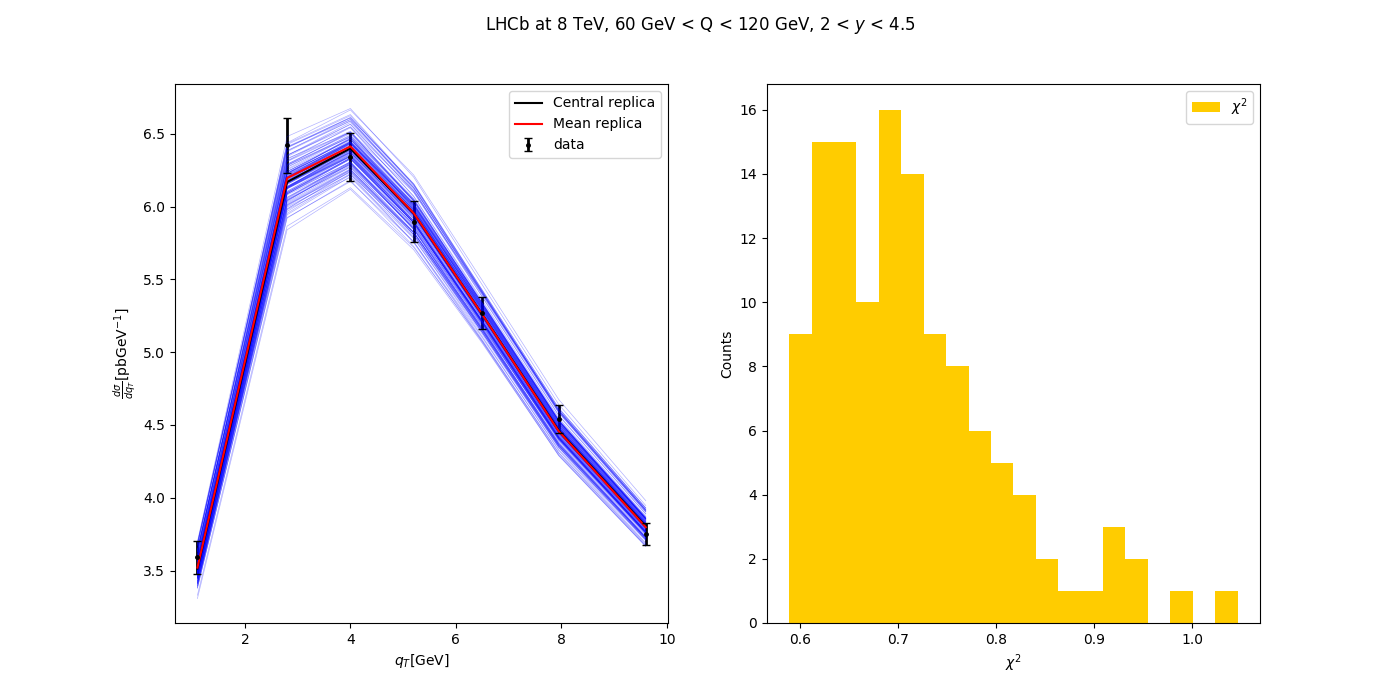 LHCb at 8 TeV, 60 GeV < Q < 120 GeV, 2 < y < 4.5
Central replica
Mean replica
data
6.5
6.0
5.5
5.0
4.5
4.0
3.5
dσ/dq_T [pbGeV⁻¹]
2 4 6 8 10
q_T[GeV]
χ²
16
14
12
10
8
6
4
2
0
Counts
0.6 0.7 0.8 0.9 1.0
χ²